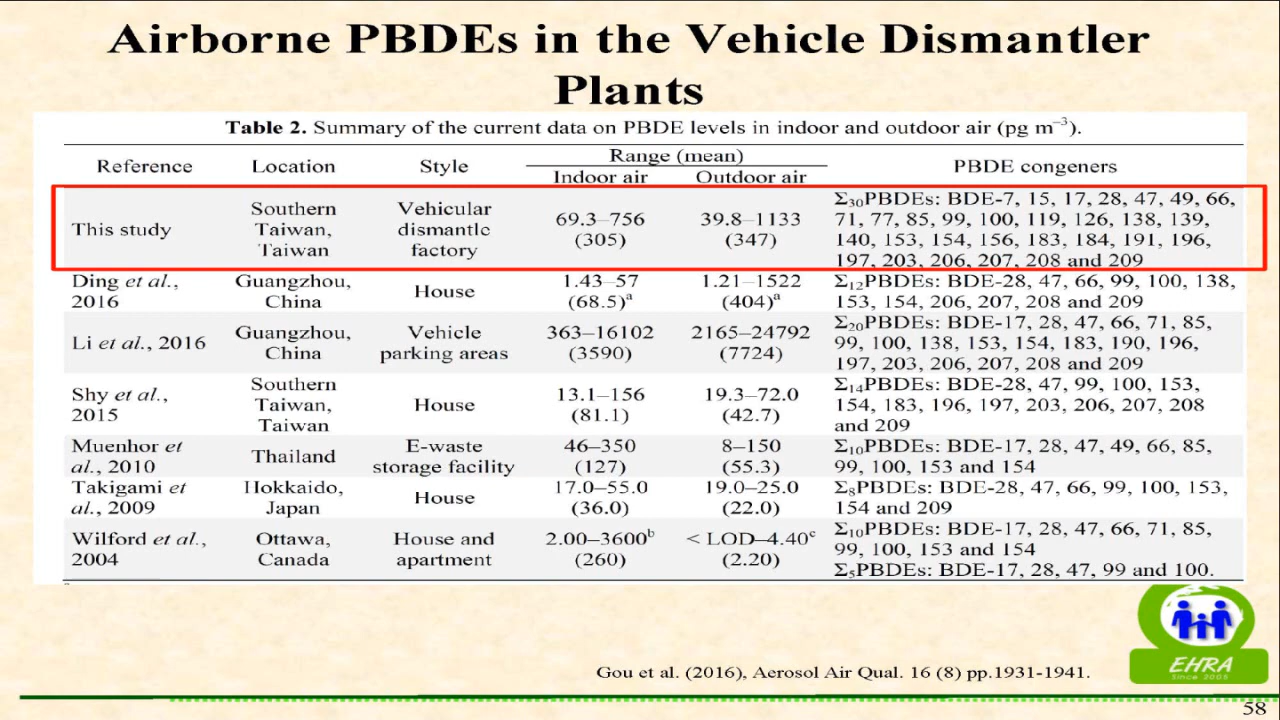 Airborne PBDEs in the Vehicle Dismantler
Plants
Table 2. Summary of the current data on PBDE levels in indoor and outdoor air (pg m⁻³).
Reference Location Style Range (mean) PBDE congeners
Indoor air Outdoor air
This study Southern Taiwan, Taiwan Vehicular dismantle factory 69.3–756 (305) 39.8–1133 (347) Σ₃₀PBDEs: BDE-7, 15, 17, 28, 47, 49, 66,
71, 77, 85, 99, 100, 119, 126, 138, 139,
140, 153, 154, 156, 183, 184, 191, 196,
197, 203, 206, 207, 208 and 209
Ding et al., 2016 Guangzhou, China House 1.43–57 (68.5)ᵃ 1.21–1522 (404)ᵃ Σ₁₂PBDEs: BDE-28, 47, 66, 99, 100, 138,
153, 154, 206, 207, 208 and 209
Li et al., 2016 Guangzhou, China Vehicle parking areas 363–16102 (3590) 2165–24792 (7724) Σ₂₀PBDEs: BDE-17, 28, 47, 66, 71, 85,
99, 100, 138, 153, 154, 183, 190, 196,
197, 203, 206, 207, 208 and 209
Shy et al., 2015 Southern Taiwan, Taiwan House 13.1–156 (81.1) 19.3–72.0 (42.7) Σ₁₄PBDEs: BDE-28, 47, 99, 100, 153,
154, 183, 196, 197, 203, 206, 207, 208
and 209
Muenhor et al., 2010 Thailand E-waste storage facility 46–350 (127) 8–150 (55.3) Σ₁₀PBDEs: BDE-17, 28, 47, 49, 66, 85,
99, 100, 153 and 154
Takigami et al., 2009 Hokkaido, Japan House 17.0–55.0 (36.0) 19.0–25.0 (22.0) Σ₈PBDEs: BDE-28, 47, 66, 99, 100, 153,
154 and 209
Wilford et al., 2004 Ottawa, Canada House and apartment 2.00–3600ᵇ (260) < LOD–4.40ᶜ (2.20) Σ₁₀PBDEs: BDE-17, 28, 47, 66, 71, 85,
99, 100, 153 and 154
Σ₅PBDEs: BDE-17, 28, 47, 99 and 100.
EHRA
Since 2005
Gou et al. (2016), Aerosol Air Qual. 16 (8) pp.1931-1941.
58